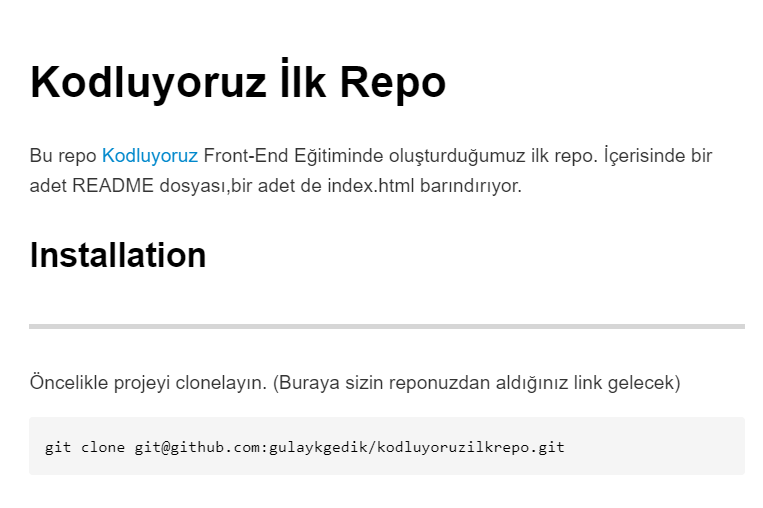 Kodluyoruz İlk Repo
Bu repo Kodluyoruz Front-End Eğitiminde oluşturduğumuz ilk repo. İçerisinde bir
adet README dosyası,bir adet de index.html barındırıyor.
Installation
Öncelikle projeyi clonelayın. (Buraya sizin reponuzdan aldığınız link gelecek)
git clone git@github.com:gulaykgedik/kodluyoruzilkrepo.git